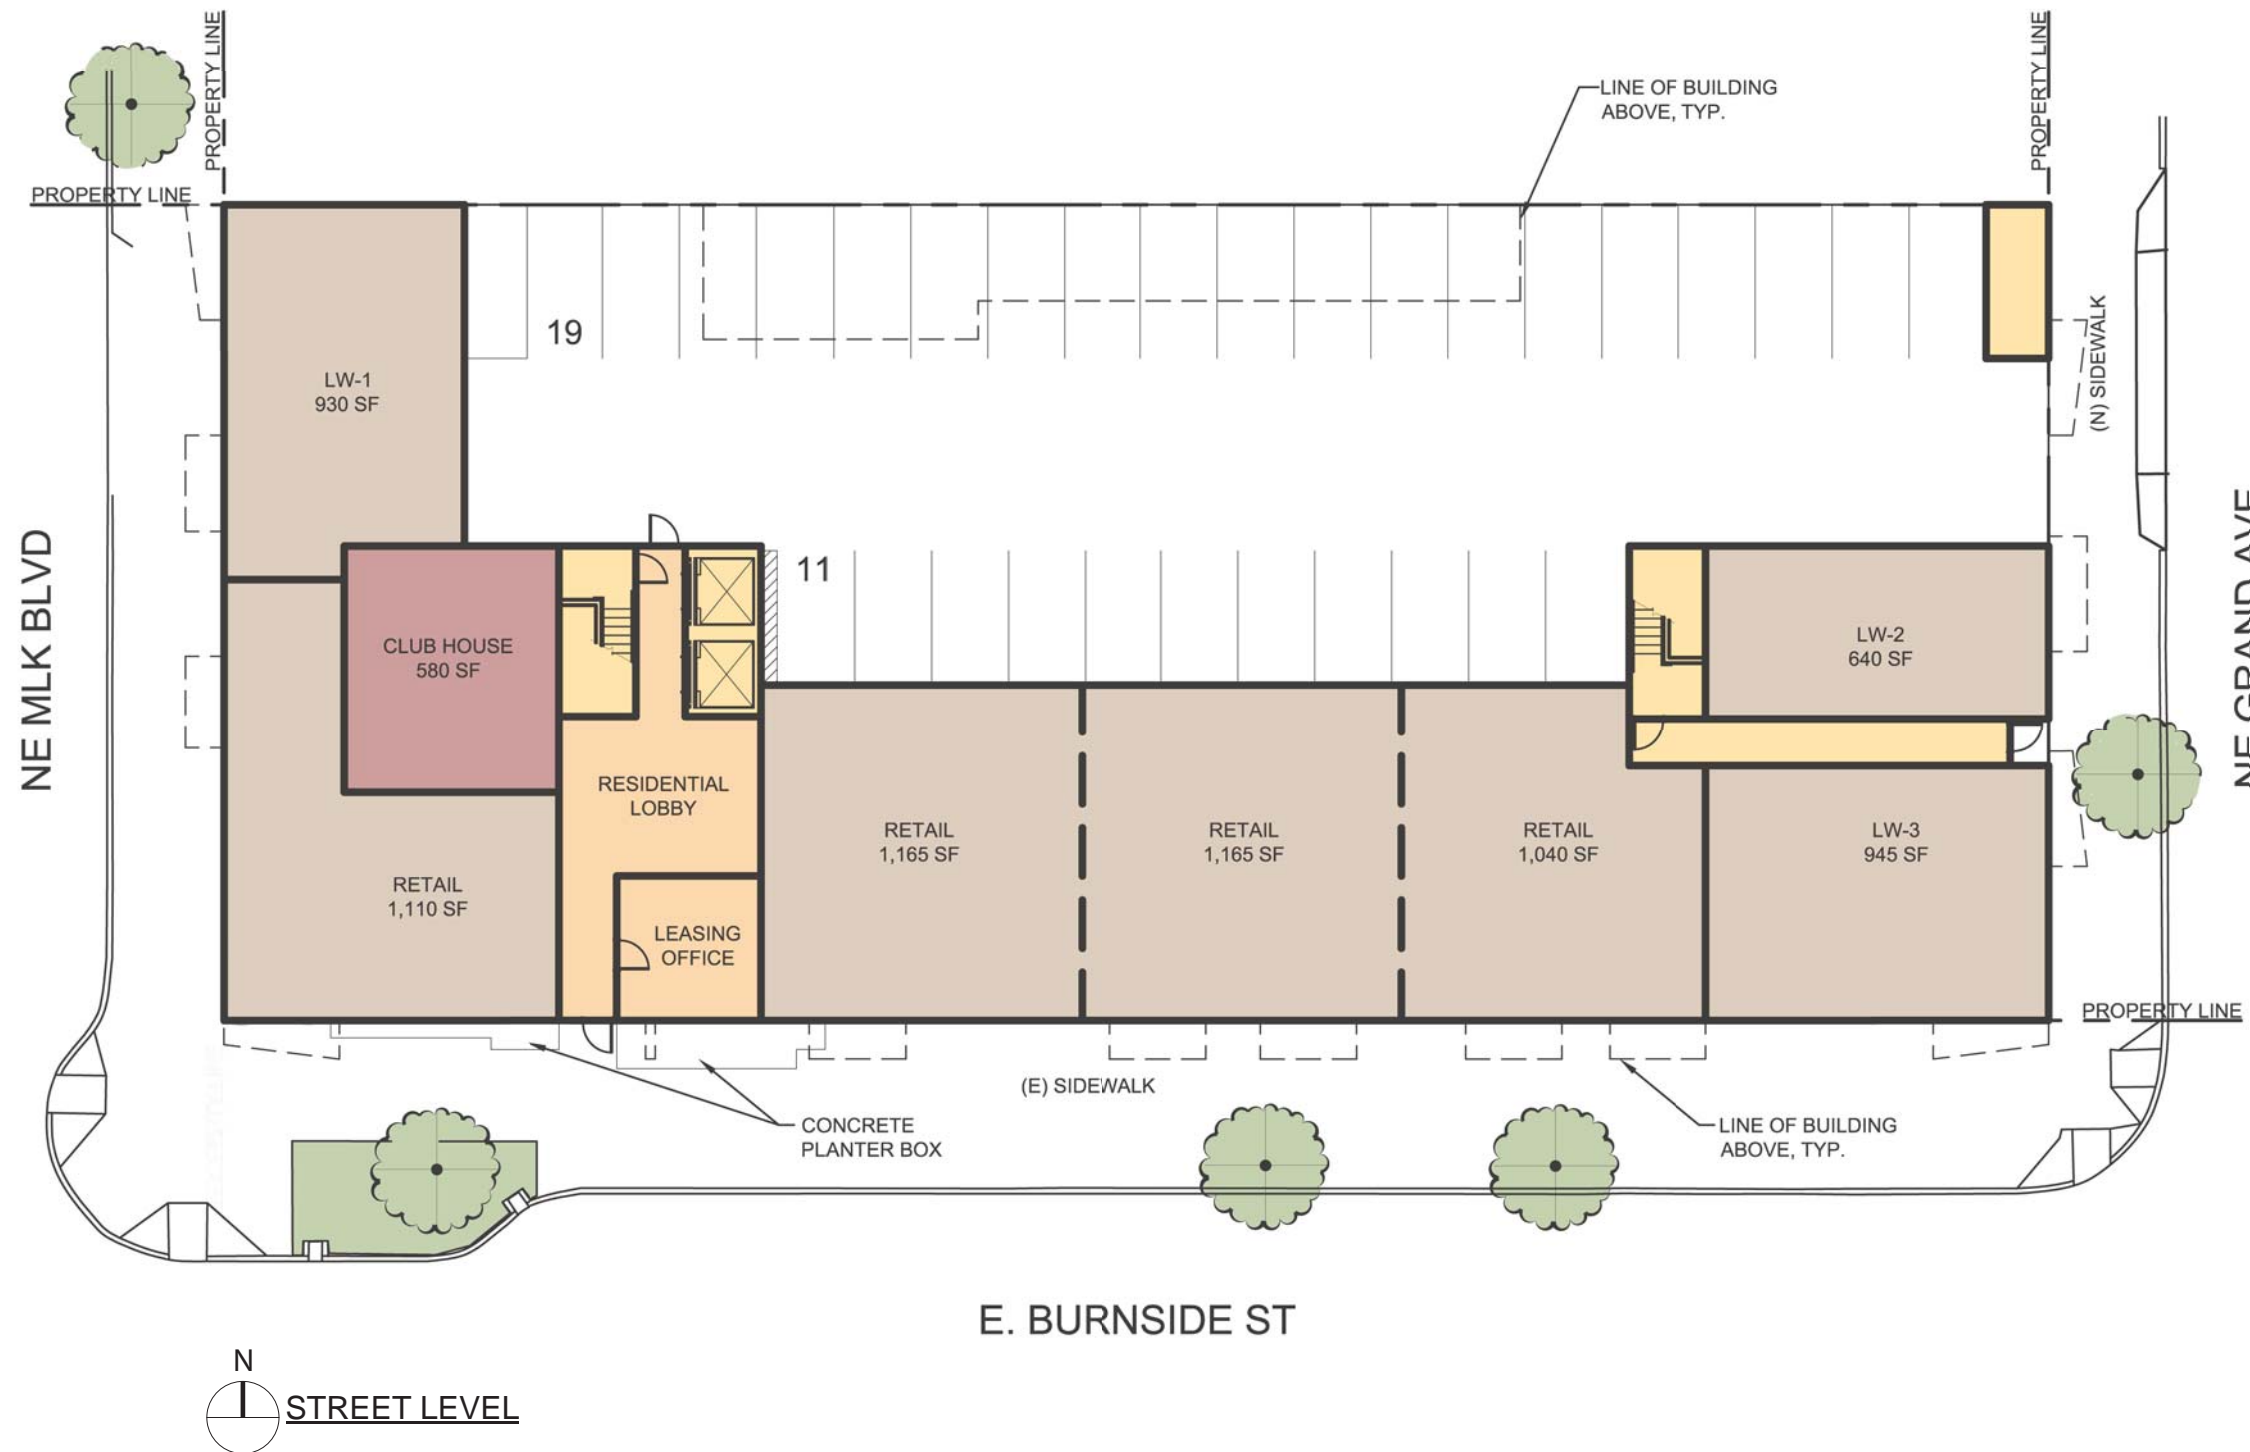 PROPERTY LINE
PROPERTY LINE
LINE OF BUILDING
ABOVE, TYP.
PROPERTY LINE
19
LW-1
930 SF
(N) SIDEWALK
NE MLK BLVD
11
CLUB HOUSE
580 SF
LW-2
640 SF
NE GRAND AVE
RESIDENTIAL
LOBBY
RETAIL
1,165 SF
RETAIL
1,165 SF
RETAIL
1,040 SF
LW-3
945 SF
RETAIL
1,110 SF
LEASING
OFFICE
PROPERTY LINE
(E) SIDEWALK
CONCRETE
PLANTER BOX
LINE OF BUILDING
ABOVE, TYP.
E. BURNSIDE ST
N
STREET LEVEL